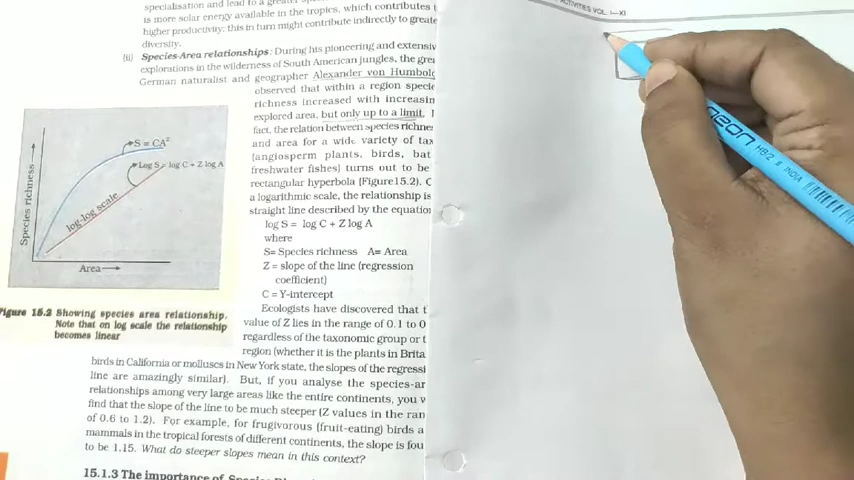 specialisation and lead to a greater
is more solar energy available in the tropics, which contributes
higher productivity; this in turn might contribute indirectly to greate
diversity.
(ii) Species-Area relationships: During his pioneering and extensiv
explorations in the wilderness of South American jungles, the grea
German naturalist and geographer Alexander von Humbold
observed that within a region specie
richness increased with increasin
explored area, but only up to a limit. I
fact, the relation between species richnes
and area for a wide variety of tax
(angiosperm plants, birds, bat
freshwater fishes) turns out to be
rectangular hyperbola (Figure15.2). O
a logarithmic scale, the relationship is
straight line described by the equation
log S = log C + Z log A
where
S= Species richness A= Area
Z = slope of the line (regression
coefficient)
C = Y-intercept
Ecologists have discovered that t
value of Z lies in the range of 0.1 to 0
regardless of the taxonomic group or t
region (whether it is the plants in Brita
birds in California or molluscs in New York state, the slopes of the regressi
line are amazingly similar). But, if you analyse the species-ar
relationships among very large areas like the entire continents, you w
find that the slope of the line to be much steeper (Z values in the ran
of 0.6 to 1.2). For example, for frugivorous (fruit-eating) birds a
mammals in the tropical forests of different continents, the slope is fou
to be 1.15. What do steeper slopes mean in this context?
15.1.3 The importance of
S = CA²
Log S = log C + Z log A
log-log scale
Species richness
Area
igure 15.2 Showing species area relationship.
Note that on log scale the relationship
becomes linear
ACTIVITIES VOL. I—XI
neon HB/2 INDIA